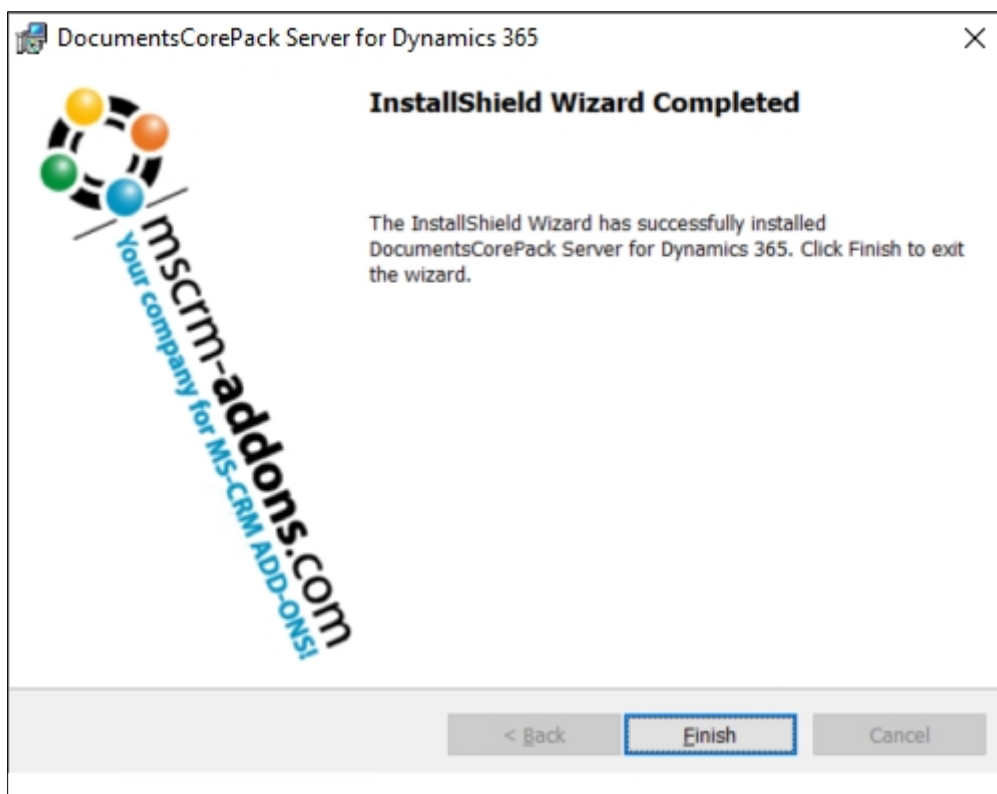 DocumentsCorePack Server for Dynamics 365
InstallShield Wizard Completed
The InstallShield Wizard has successfully installed
DocumentsCorePack Server for Dynamics 365. Click Finish to exit
the wizard.
mscrm-addons.com
Your company for MS-CRM ADD-ONS!
< Back
Finish
Cancel